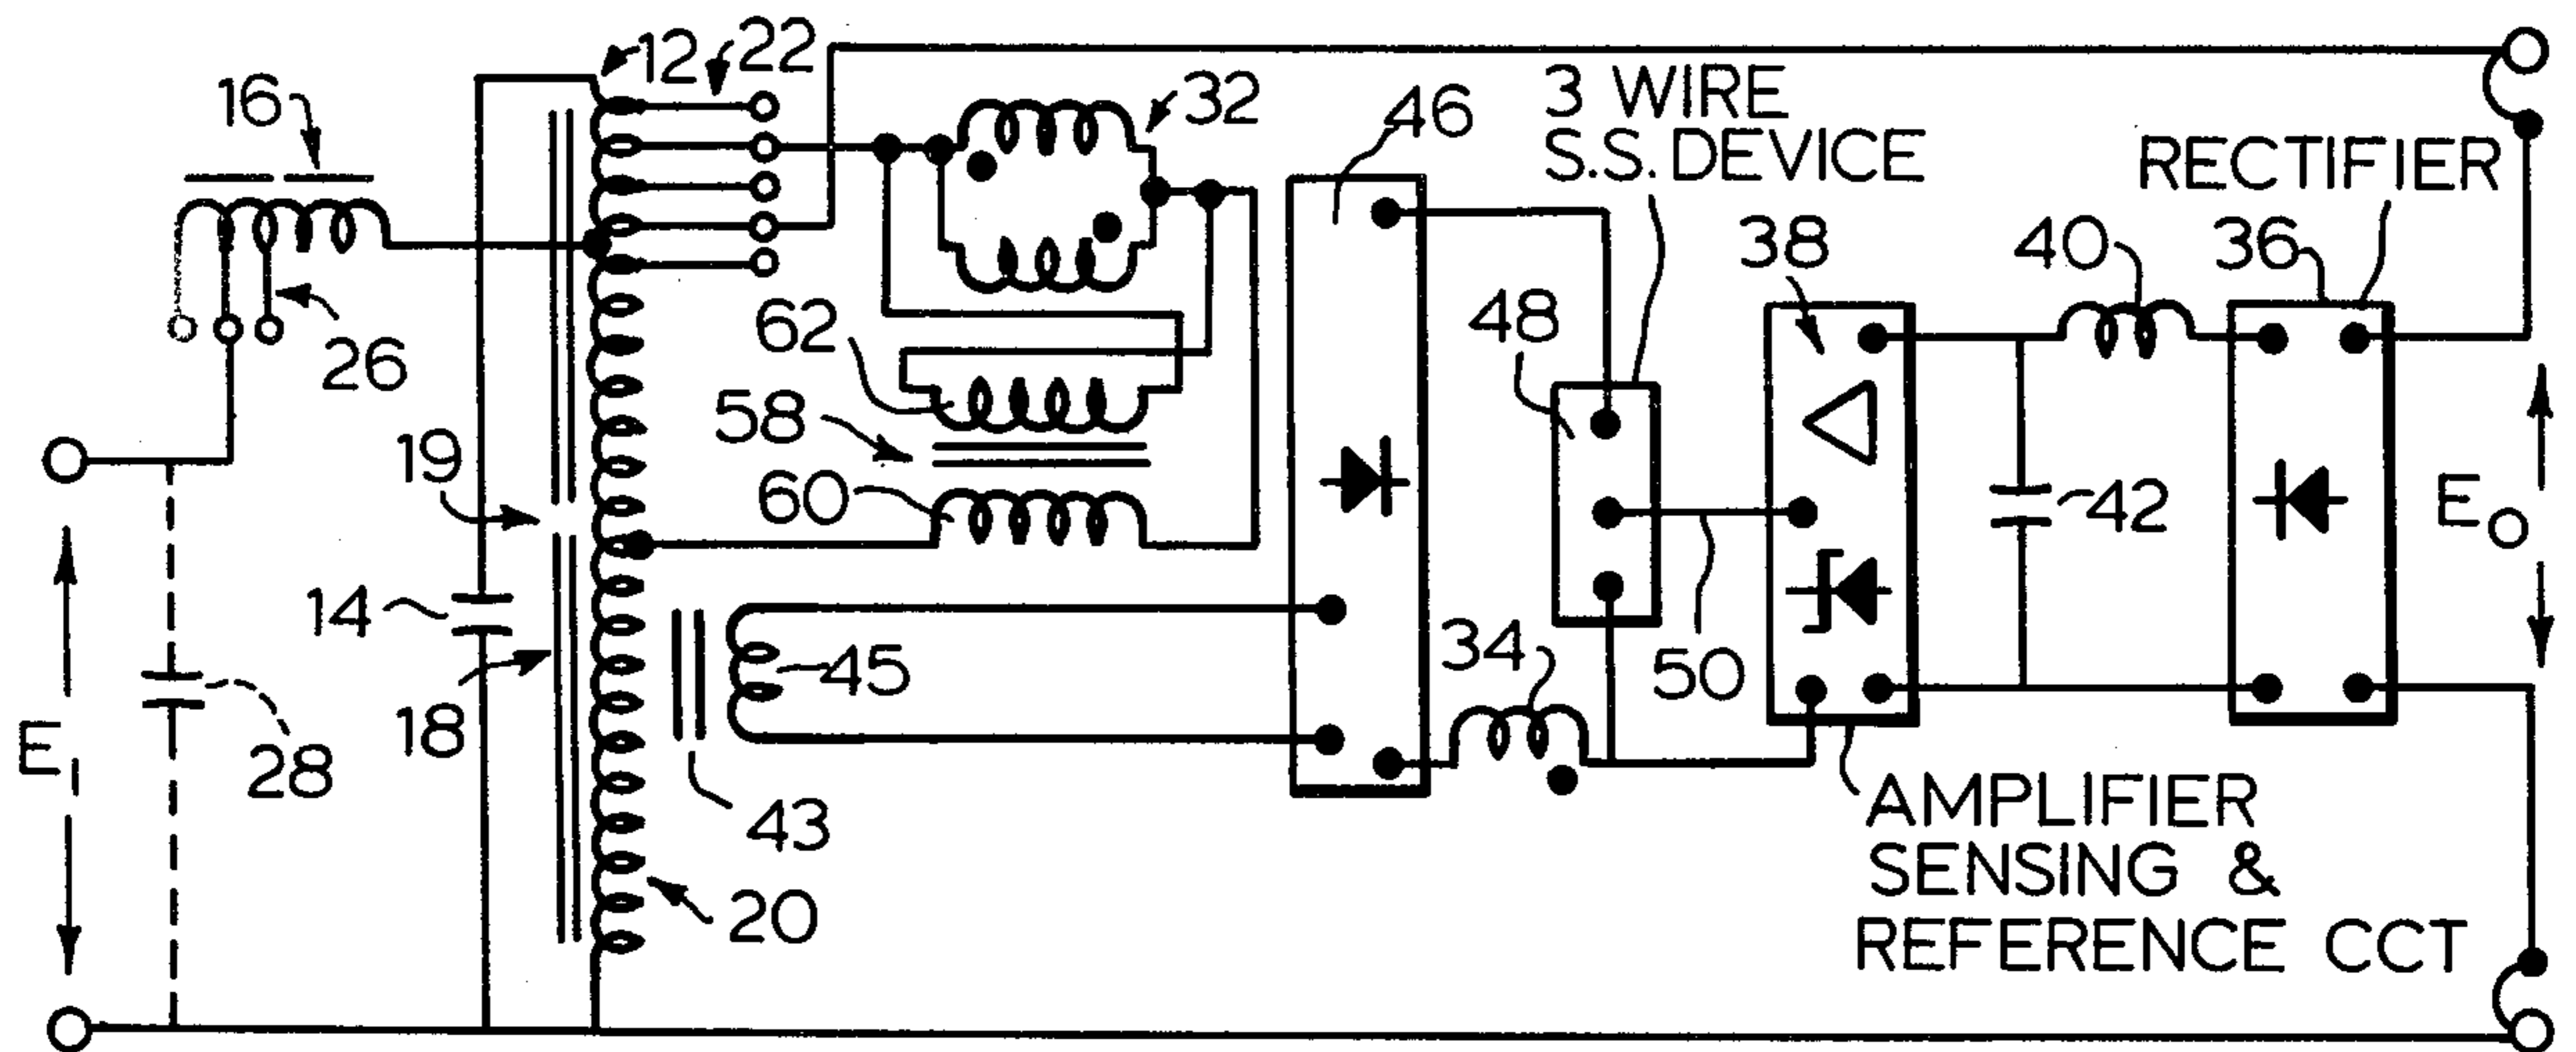 12
22
16
32
46
3 WIRE
S.S. DEVICE
RECTIFIER
38
40
36
26
62
48
58
19
60
42
E O
14
34
50
18
45
E 1
28
43
20
AMPLIFIER
SENSING &
REFERENCE CCT